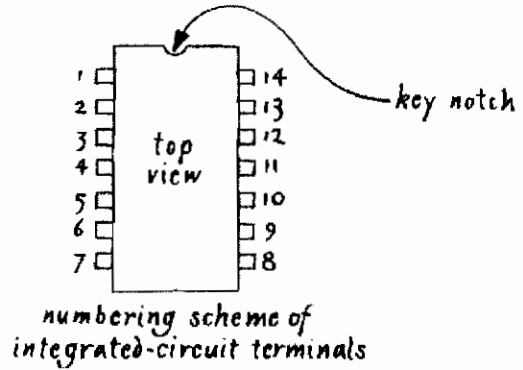 1 14
2 13 key notch
3 top 12
4 view 11
5 10
6 9
7 8
numbering scheme of
integrated-circuit terminals